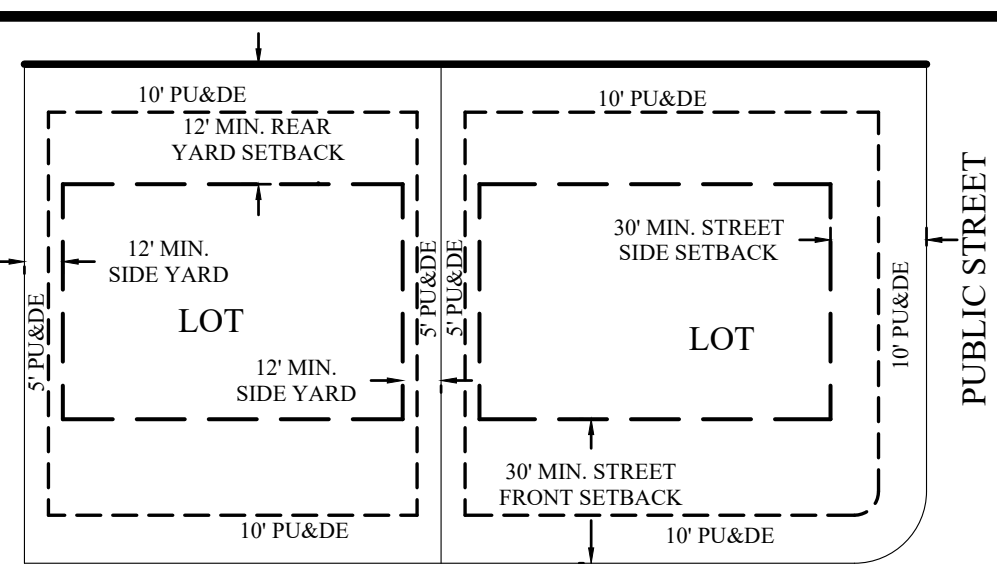 10' PU&DE
10' PU&DE
12' MIN. REAR
YARD SETBACK
12' MIN.
SIDE YARD
30' MIN. STREET
SIDE SETBACK
5' PU&DE
5' PU&DE
5' PU&DE
10' PU&DE
PUBLIC STREET
LOT
LOT
12' MIN.
SIDE YARD
30' MIN. STREET
FRONT SETBACK
10' PU&DE
10' PU&DE